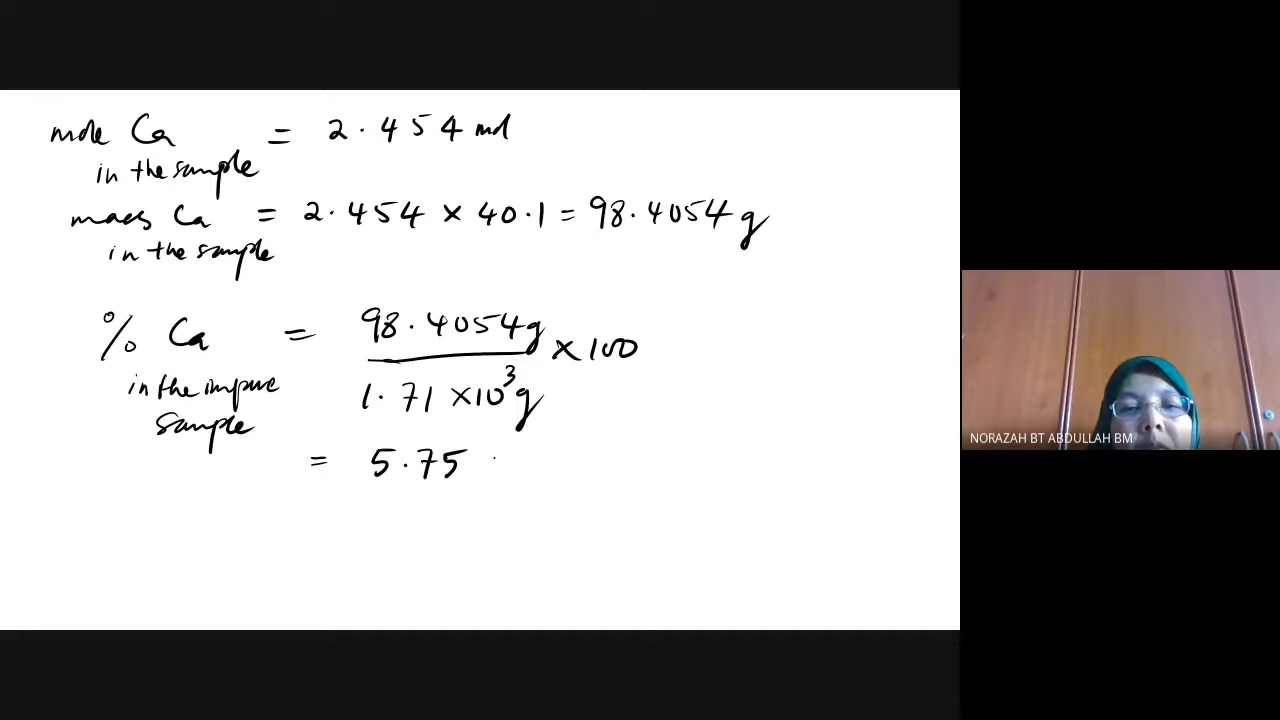 mole Ca = 2.454 mol
in the sample
mass Ca = 2.454 × 40.1 = 98.4054 g
in the sample
% Ca = 98.4054g / 1.71 × 10³ g × 100
in the impure
sample
= 5.75
NORAZAH BT ABDULLAH BM